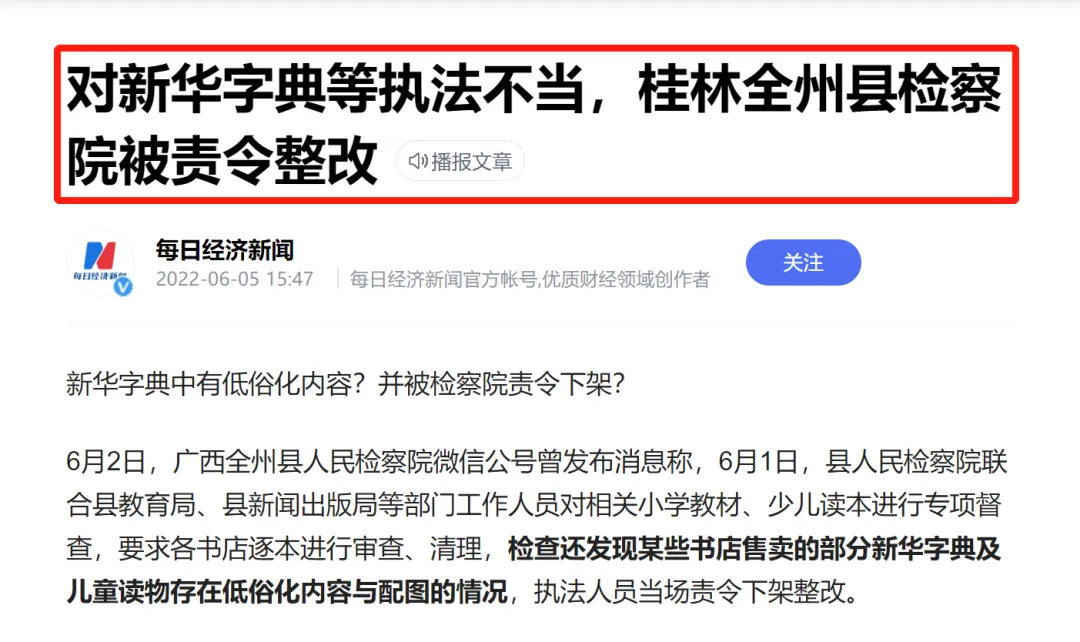 对新华字典等执法不当，桂林全州县检察
院被责令整改 播报文章
每日经济新闻
每日经济新闻
2022-06-05 15:47 每日经济新闻官方帐号,优质财经领域创作者
关注
新华字典中有低俗化内容？并被检察院责令下架？
6月2日，广西全州县人民检察院微信公号曾发布消息称，6月1日，县人民检察院联
合县教育局、县新闻出版局等部门工作人员对相关小学教材、少儿读本进行专项督
查，要求各书店逐本进行审查、清理，检查还发现某些书店售卖的部分新华字典及
儿童读物存在低俗化内容与配图的情况，执法人员当场责令下架整改。